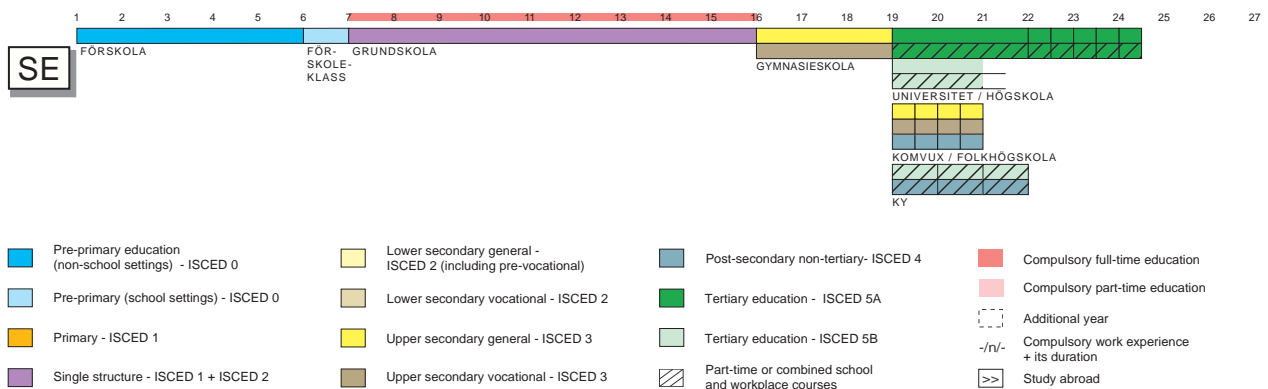 1 2 3 4 5 6 7 8 9 10 11 12 13 14 15 16 17 18 19 20 21 22 23 24 25 26 27
SE
FÖRSKOLA
FÖR-
SKOLE-
KLASS
GRUNDSKOLA
GYMNASIESKOLA
UNIVERSITET / HÖGSKOLA
KOMVUX / FOLKHÖGSKOLA
KY
Pre-primary education
(non-school settings) - ISCED 0
Pre-primary (school settings) - ISCED 0
Primary - ISCED 1
Single structure - ISCED 1 + ISCED 2
Lower secondary general -
ISCED 2 (including pre-vocational)
Lower secondary vocational - ISCED 2
Upper secondary general - ISCED 3
Upper secondary vocational - ISCED 3
Post-secondary non-tertiary- ISCED 4
Tertiary education - ISCED 5A
Tertiary education - ISCED 5B
Part-time or combined school
and workplace courses
Compulsory full-time education
Compulsory part-time education
Additional year
-/n/- Compulsory work experience
+ its duration
>> Study abroad